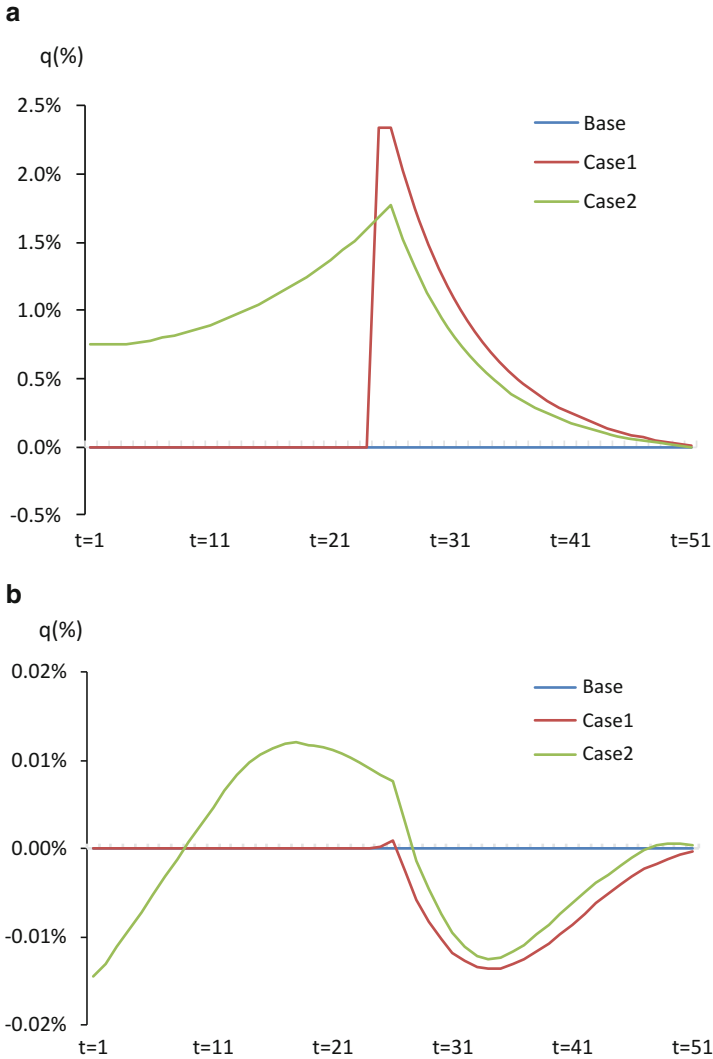 a
q(%)
2.5%
2.0%
1.5%
1.0%
0.5%
0.0%
-0.5%
Base
Case1
Case2
t=1 t=11 t=21 t=31 t=41 t=51
b
q(%)
0.02%
0.01%
0.00%
-0.01%
-0.02%
Base
Case1
Case2
t=1 t=11 t=21 t=31 t=41 t=51